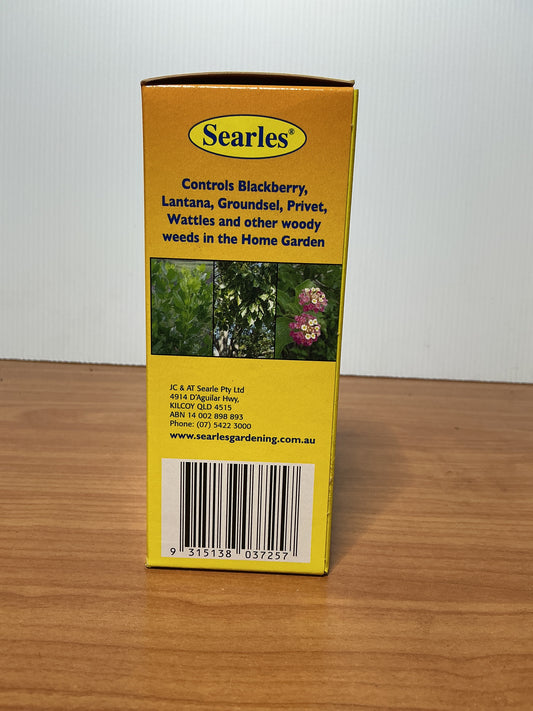 Searles®
Controls Blackberry,
Lantana, Groundsel, Privet,
Wattles and other woody
weeds in the Home Garden
JC & AT Searle Pty Ltd
4914 D'Aguilar Hwy,
KILCOY QLD 4515
ABN 14 002 898 893
Phone: (07) 5422 3000
www.searlesgardening.com.au
9 315138 037257